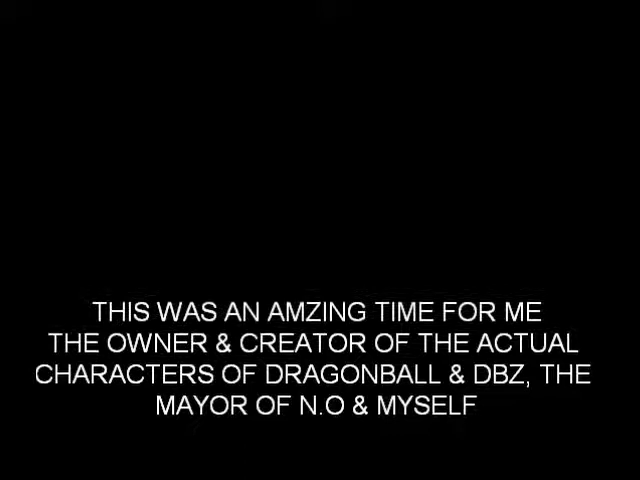 THIS WAS AN AMZING TIME FOR ME
THE OWNER & CREATOR OF THE ACTUAL
CHARACTERS OF DRAGONBALL & DBZ, THE
MAYOR OF N.O & MYSELF